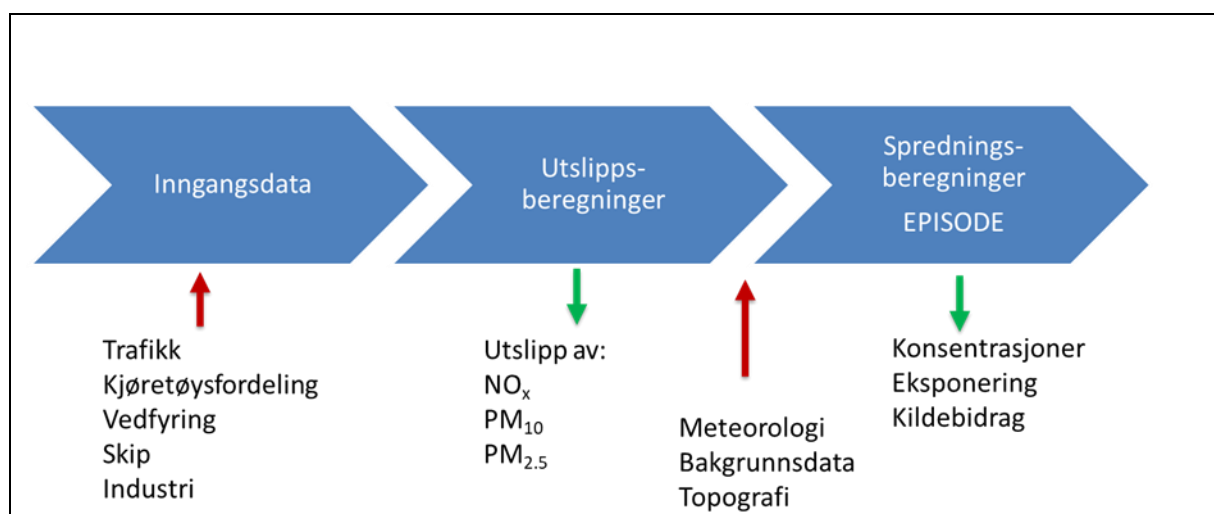 Inngangsdata
Utslipps-
beregninger
Sprednings-
beregninger
EPISODE
Trafikk
Kjøretøysfordeling
Vedfyring
Skip
Industri
Utslipp av:
NOₓ
PM₁₀
PM₂.₅
Meteorologi
Bakgrunnsdata
Topografi
Konsentrasjoner
Eksponering
Kildebidrag